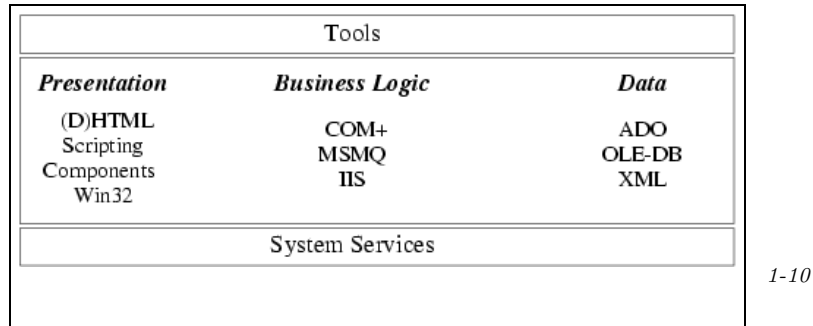 Tools
Presentation
(D)HTML
Scripting
Components
Win32
Business Logic
COM+
MSMQ
IIS
Data
ADO
OLE-DB
XML
System Services
1-10